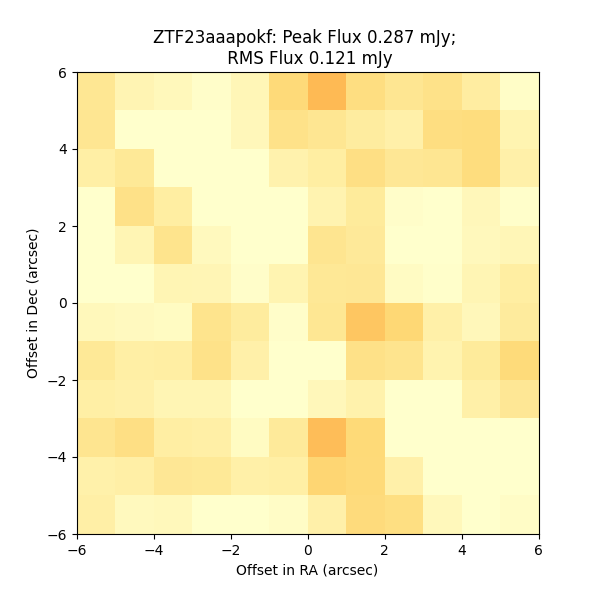 ZTF23aaapokf: Peak Flux 0.287 mJy;
RMS Flux 0.121 mJy
6
4
2
0
−2
−4
−6
Offset in Dec (arcsec)
−6 −4 −2 0 2 4 6
Offset in RA (arcsec)